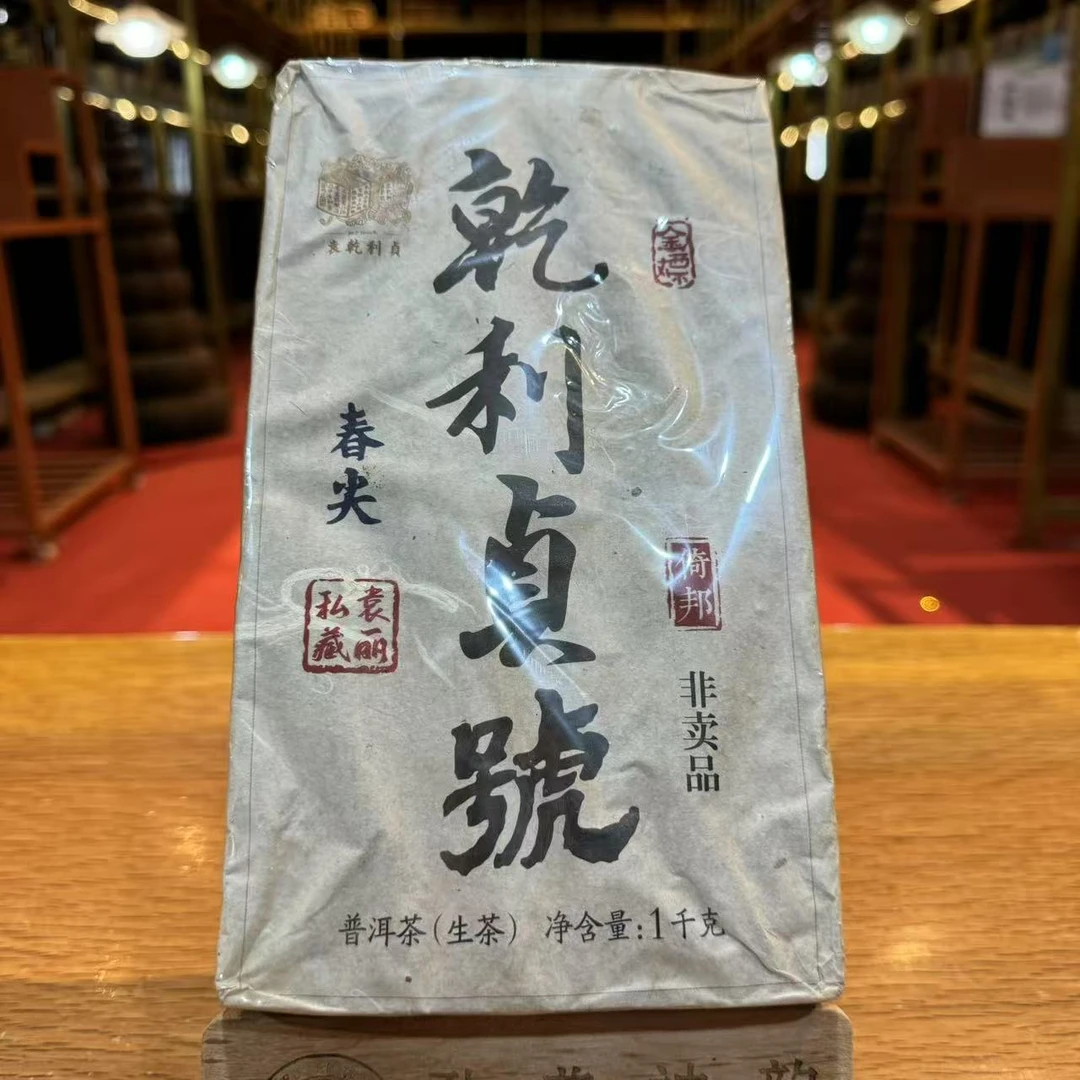 乾利貞號
袁乾利貞
春尖
袁丽
私藏
倚邦
非卖品
普洱茶(生茶) 净含量:1千克